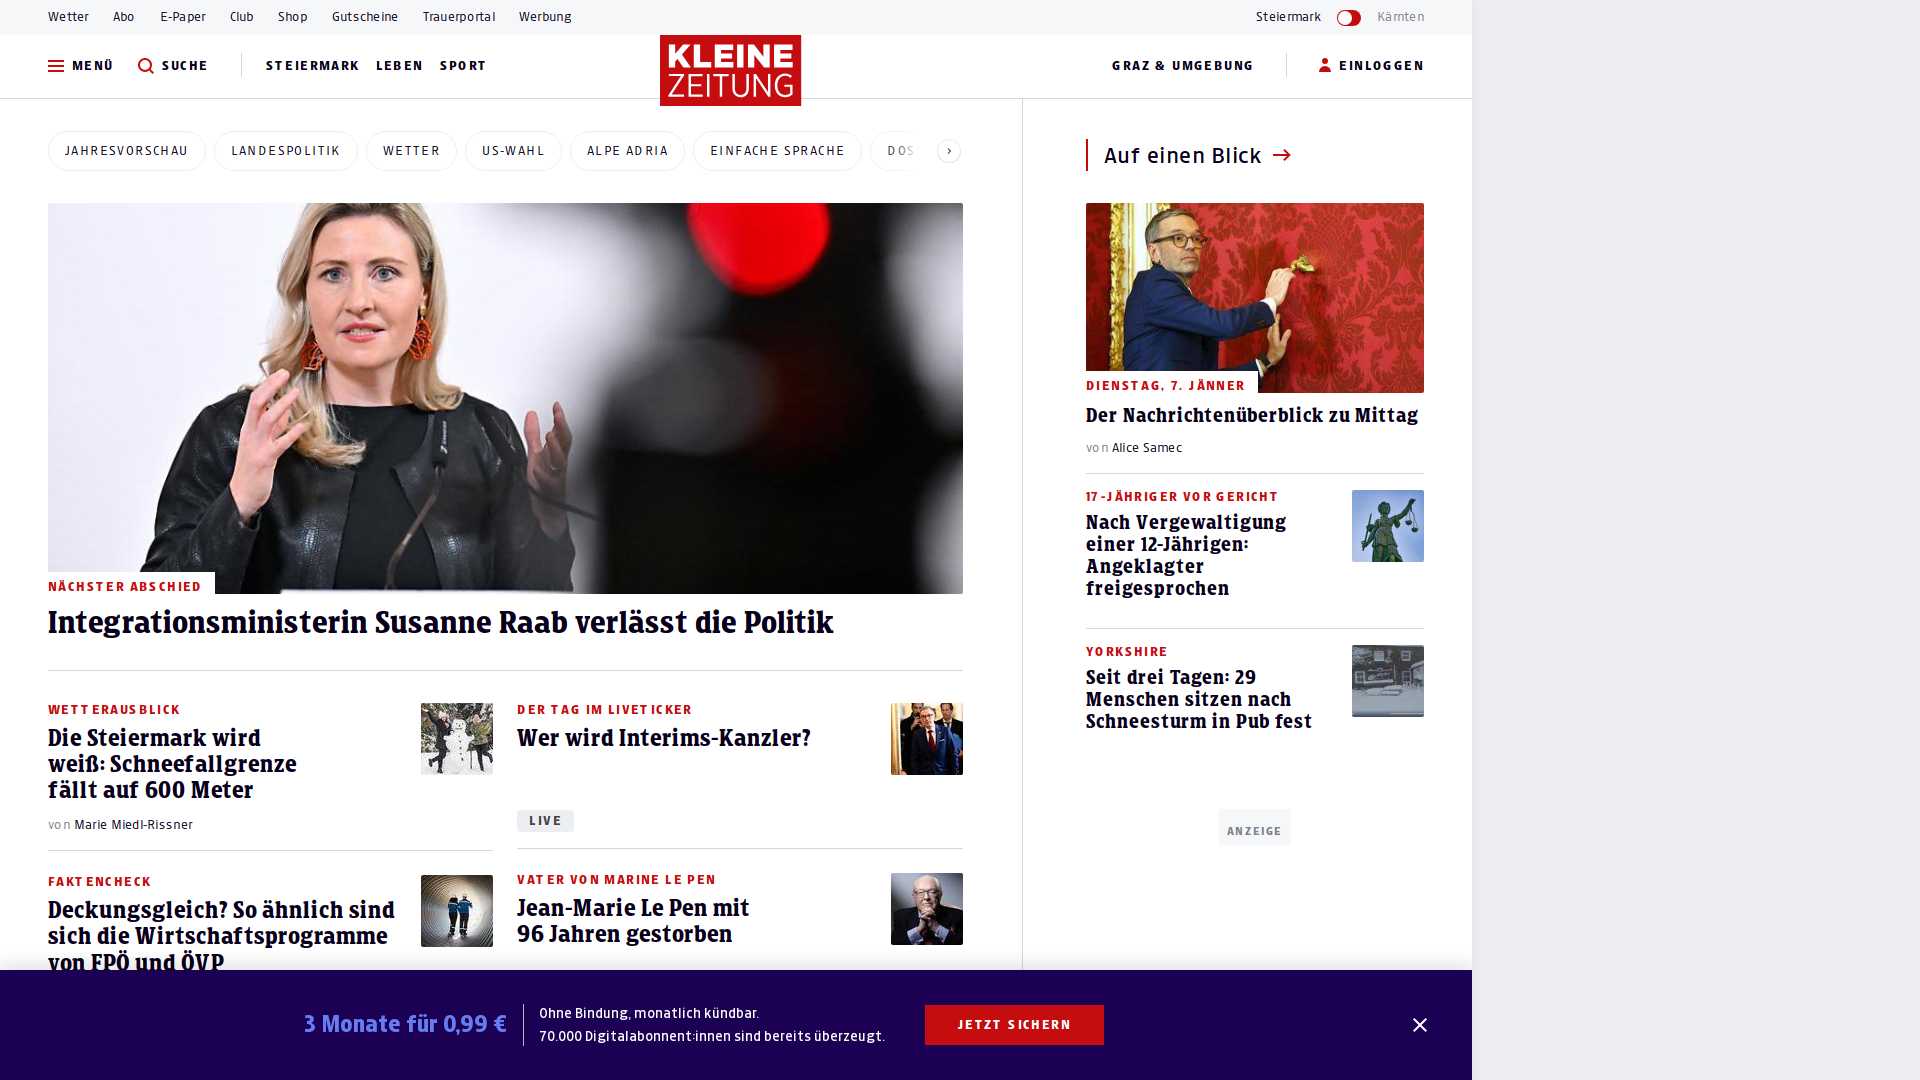 Wetter Abo E-Paper Club Shop Gutscheine Trauerportal Werbung Steiermark Kärnten
MENÜ SUCHE STEIERMARK LEBEN SPORT KLEINE ZEITUNG GRAZ & UMGEBUNG EINLOGGEN
JAHRESVORSCHAU LANDESPOLITIK WETTER US-WAHL ALPE ADRIA EINFACHE SPRACHE DOS
NÄCHSTER ABSCHIED
Integrationsministerin Susanne Raab verlässt die Politik
WETTERAUSBLICK
Die Steiermark wird
weiß: Schneefallgrenze
fällt auf 600 Meter
von Marie Miedl-Rissner
FAKTENCHECK
Deckungsgleich? So ähnlich sind
sich die Wirtschaftsprogramme
von FPÖ und ÖVP
DER TAG IM LIVETICKER
Wer wird Interims-Kanzler?
LIVE
VATER VON MARINE LE PEN
Jean-Marie Le Pen mit
96 Jahren gestorben
Auf einen Blick
DIENSTAG, 7. JÄNNER
Der Nachrichtenüberblick zu Mittag
von Alice Samec
17-JÄHRIGER VOR GERICHT
Nach Vergewaltigung
einer 12-Jährigen:
Angeklagter
freigesprochen
YORKSHIRE
Seit drei Tagen: 29
Menschen sitzen nach
Schneesturm in Pub fest
ANZEIGE
3 Monate für 0,99 €
Ohne Bindung, monatlich kündbar.
70.000 Digitalabonnent:innen sind bereits überzeugt.
JETZT SICHERN